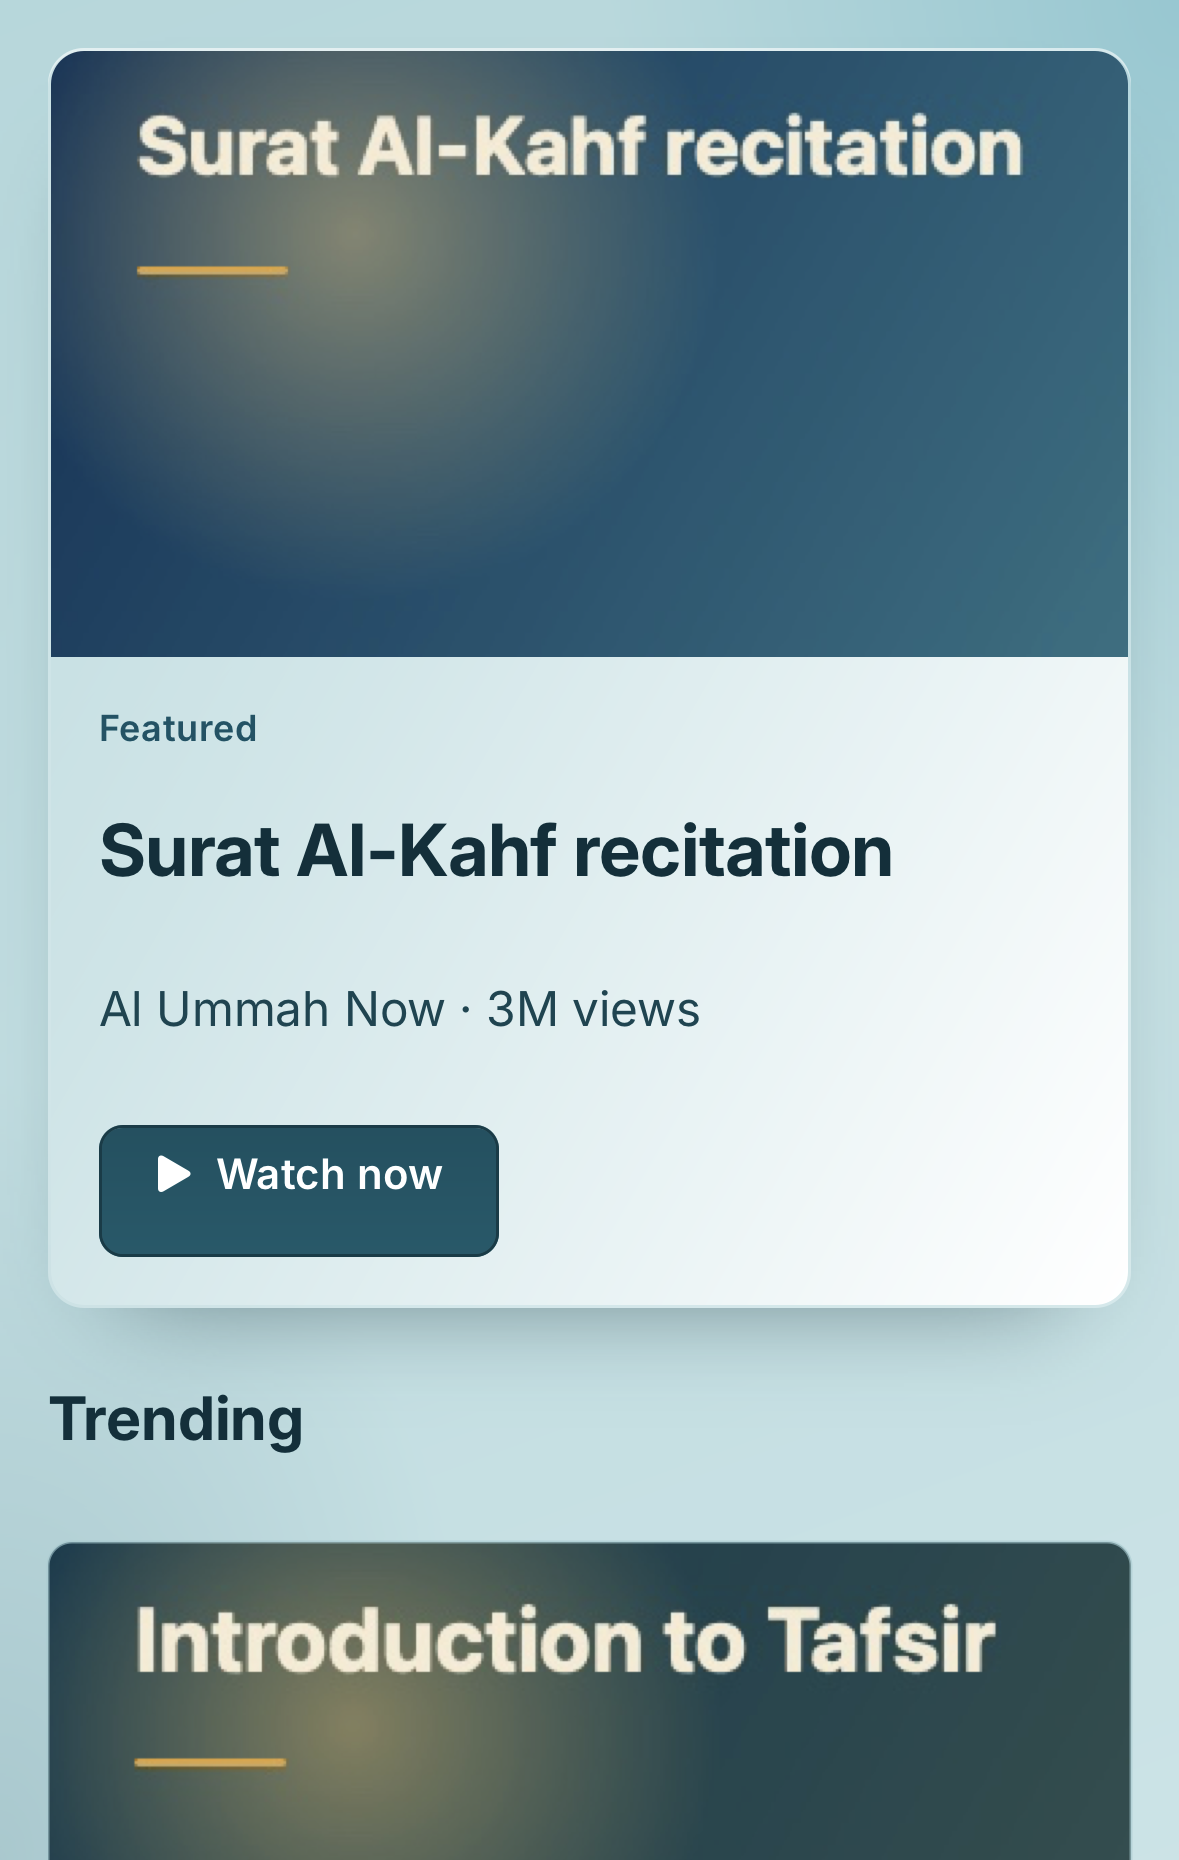 Surat Al-Kahf recitation
Featured
Surat Al-Kahf recitation
Al Ummah Now · 3M views
Watch now
Trending
Introduction to Tafsir